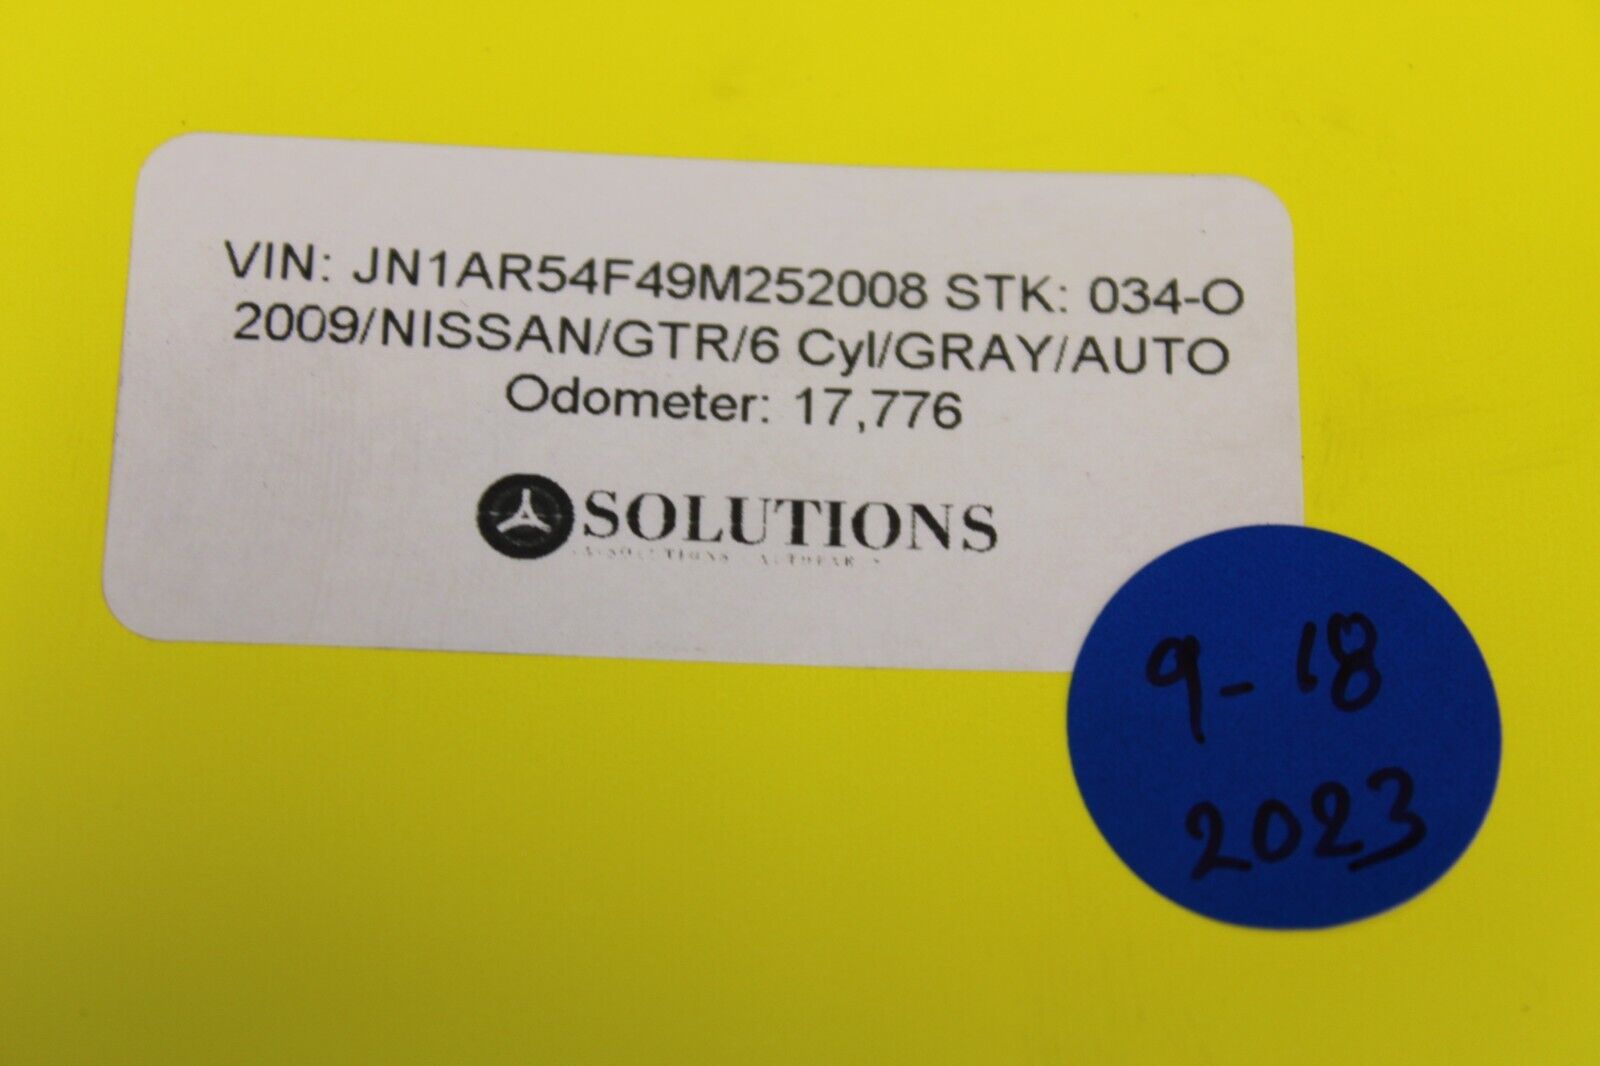 VIN: JN1AR54F49M252008 STK: 034-O
2009/NISSAN/GTR/6 Cyl/GRAY/AUTO
Odometer: 17,776
SOLUTIONS
9-18
2023